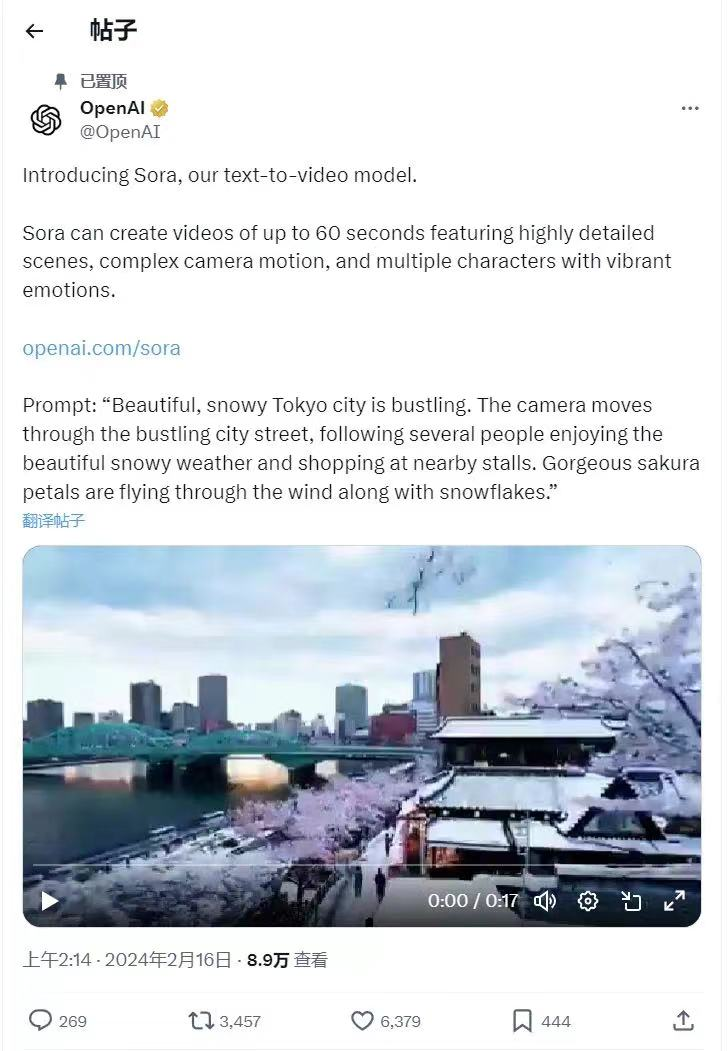 帖子
已置顶
OpenAI
@OpenAI
Introducing Sora, our text-to-video model.
Sora can create videos of up to 60 seconds featuring highly detailed
scenes, complex camera motion, and multiple characters with vibrant
emotions.
openai.com/sora
Prompt: “Beautiful, snowy Tokyo city is bustling. The camera moves
through the bustling city street, following several people enjoying the
beautiful snowy weather and shopping at nearby stalls. Gorgeous sakura
petals are flying through the wind along with snowflakes.”
翻译帖子
0:00 / 0:17
上午2:14 · 2024年2月16日 · 8.9万 查看
269 3,457 6,379 444